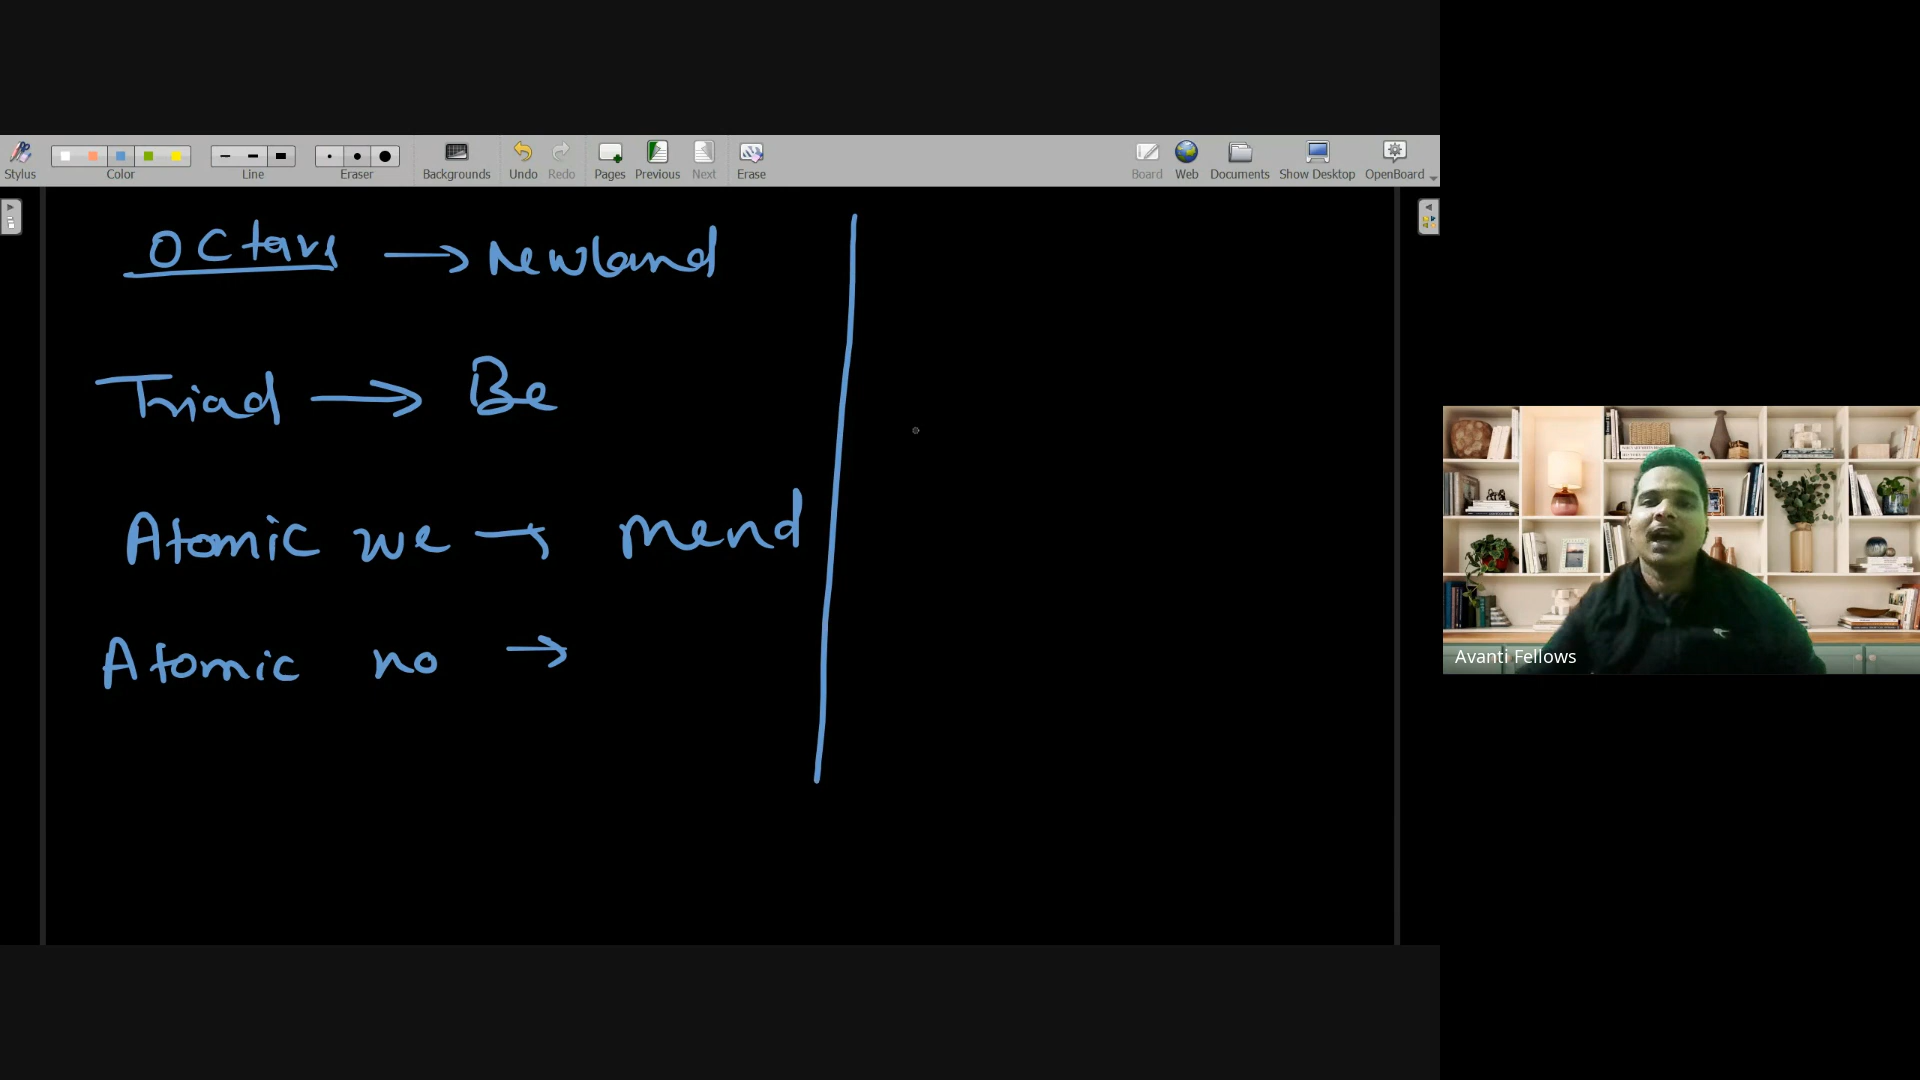 Stylus Color Line Eraser Backgrounds Undo Redo Pages Previous Next Erase Board Web Documents Show Desktop OpenBoard
Octavs → Newland
Triad → Be
Atomic we → mend
Atomic no →
Avanti Fellows